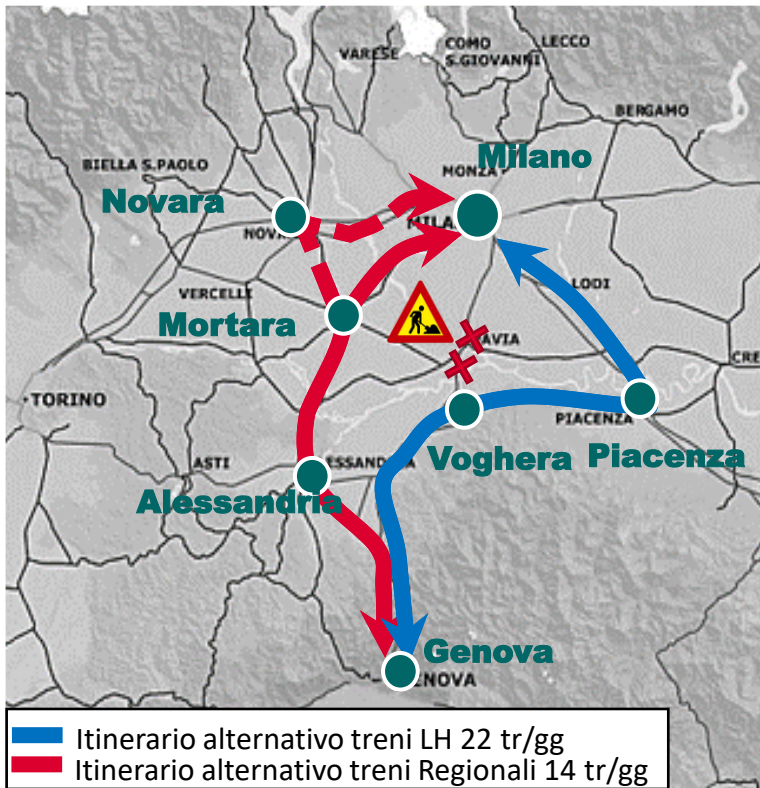 VARESE
COMO
S.GIOVANNI
LECCO
BERGAMO
BIELLA S.PAOLO
MONZA
Milano
Novara
NOV
MILA
VERCELLI
LODI
Mortara
AVIA
CRE
TORINO
PIACENZA
ASTI
ESSANDRIA
Voghera
Piacenza
Alessandria
Genova
ENOVA
Itinerario alternativo treni LH 22 tr/gg
Itinerario alternativo treni Regionali 14 tr/gg